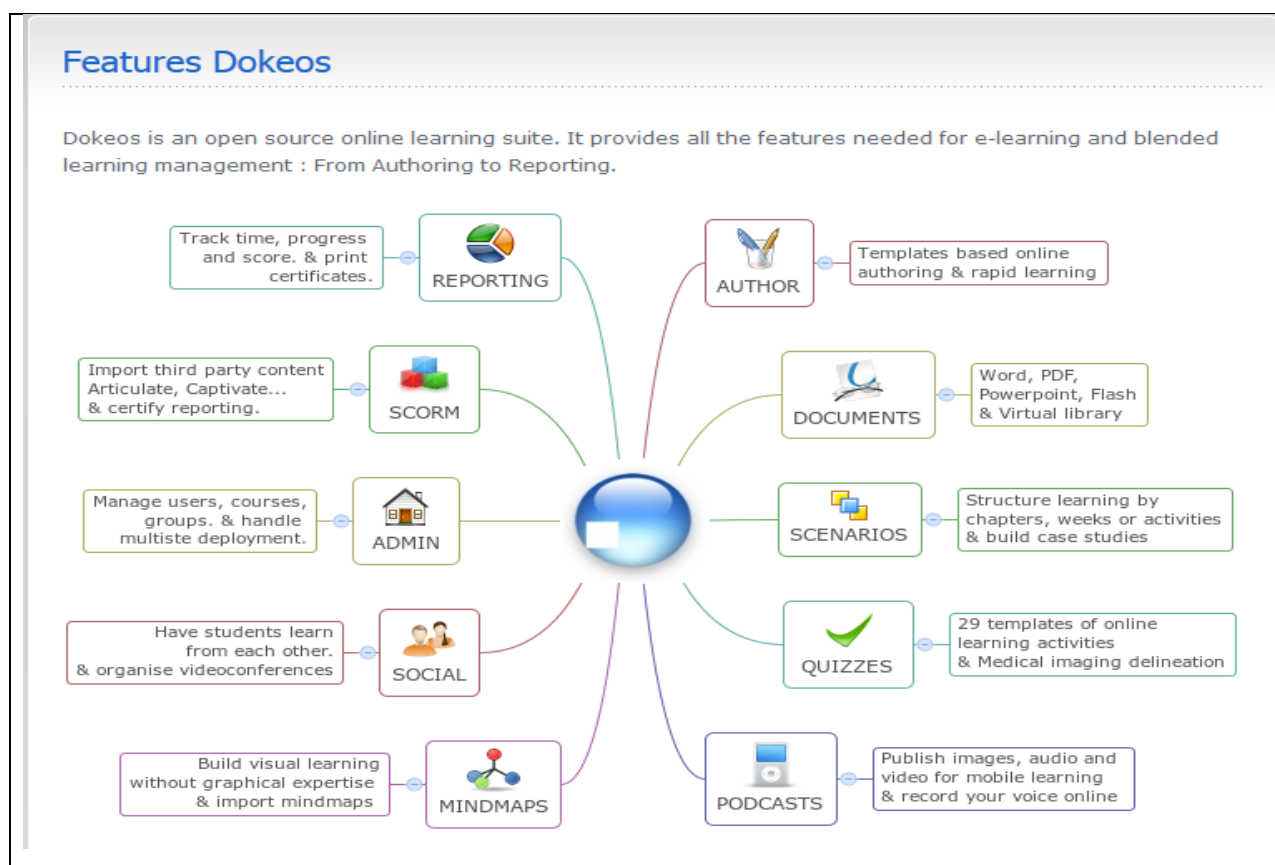 Features Dokeos
Dokeos is an open source online learning suite. It provides all the features needed for e-learning and blended
learning management : From Authoring to Reporting.
Track time, progress
and score. & print
certificates.
REPORTING
AUTHOR
Templates based online
authoring & rapid learning
Import third party content
Articulate, Captivate...
& certify reporting.
SCORM
DOCUMENTS
Word, PDF,
Powerpoint, Flash
& Virtual library
Manage users, courses,
groups. & handle
multiste deployment.
ADMIN
SCENARIOS
Structure learning by
chapters, weeks or activities
& build case studies
Have students learn
from each other.
& organise videoconferences
SOCIAL
QUIZZES
29 templates of online
learning activities
& Medical imaging delineation
Build visual learning
without graphical expertise
& import mindmaps
MINDMAPS
PODCASTS
Publish images, audio and
video for mobile learning
& record your voice online